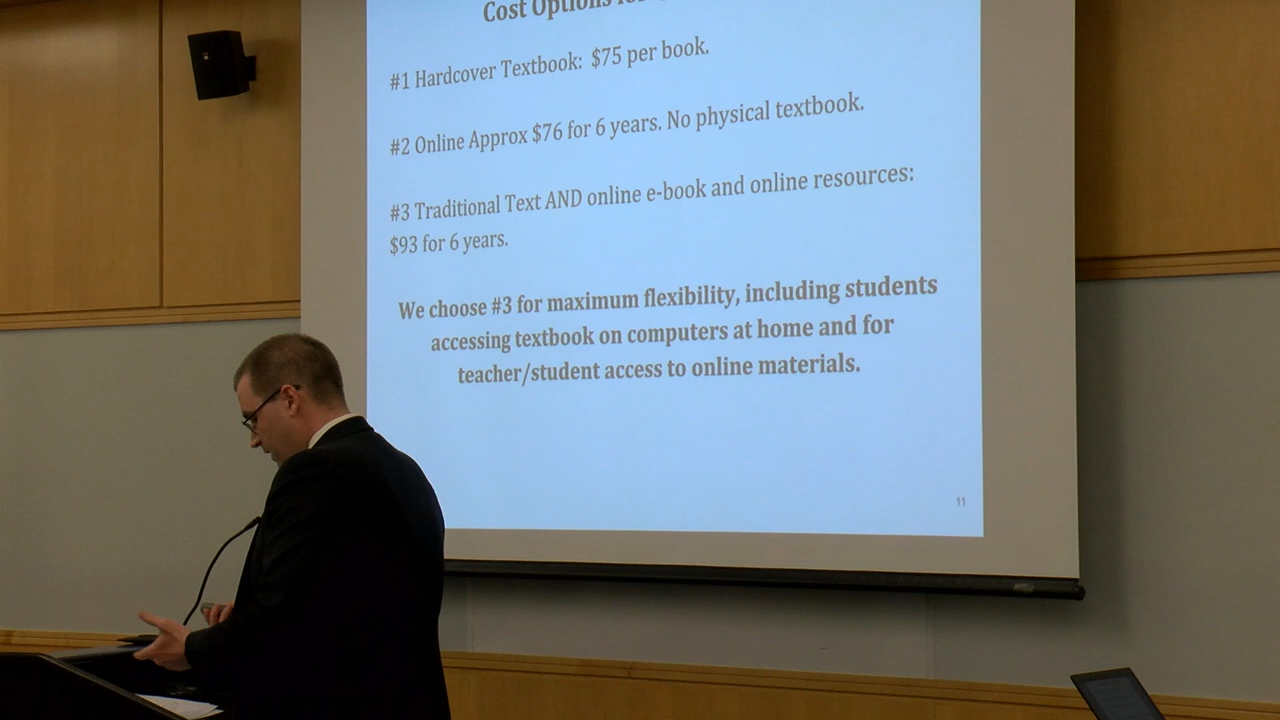 Cost Options for
#1 Hardcover Textbook: $75 per book.
#2 Online Approx $76 for 6 years. No physical textbook.
#3 Traditional Text AND online e-book and online resources:
$93 for 6 years.
We choose #3 for maximum flexibility, including students
accessing textbook on computers at home and for
teacher/student access to online materials.
11